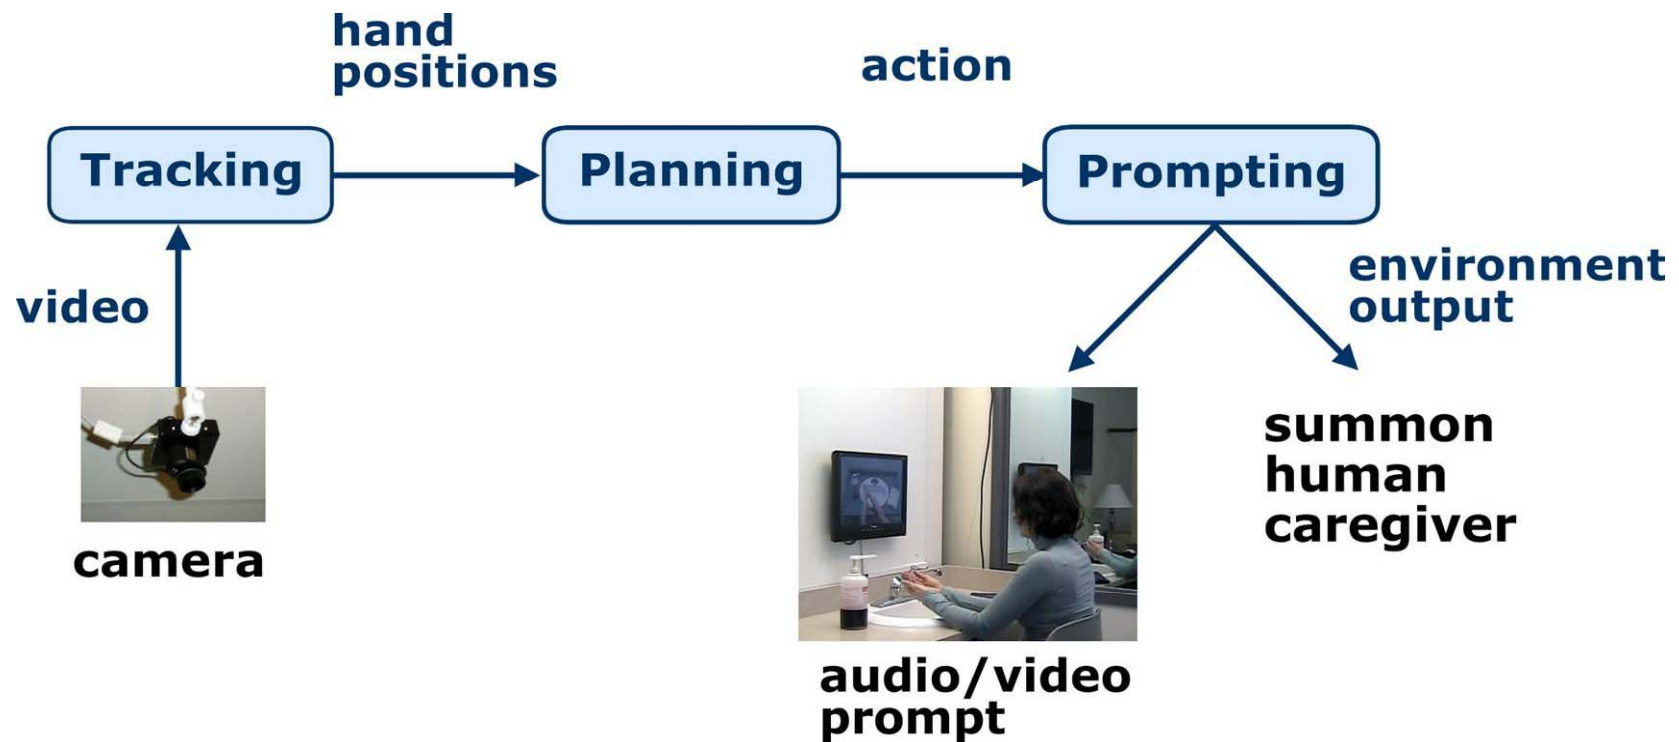 hand
positions
action
Tracking
Planning
Prompting
video
environment
output
camera
summon
human
caregiver
audio/video
prompt